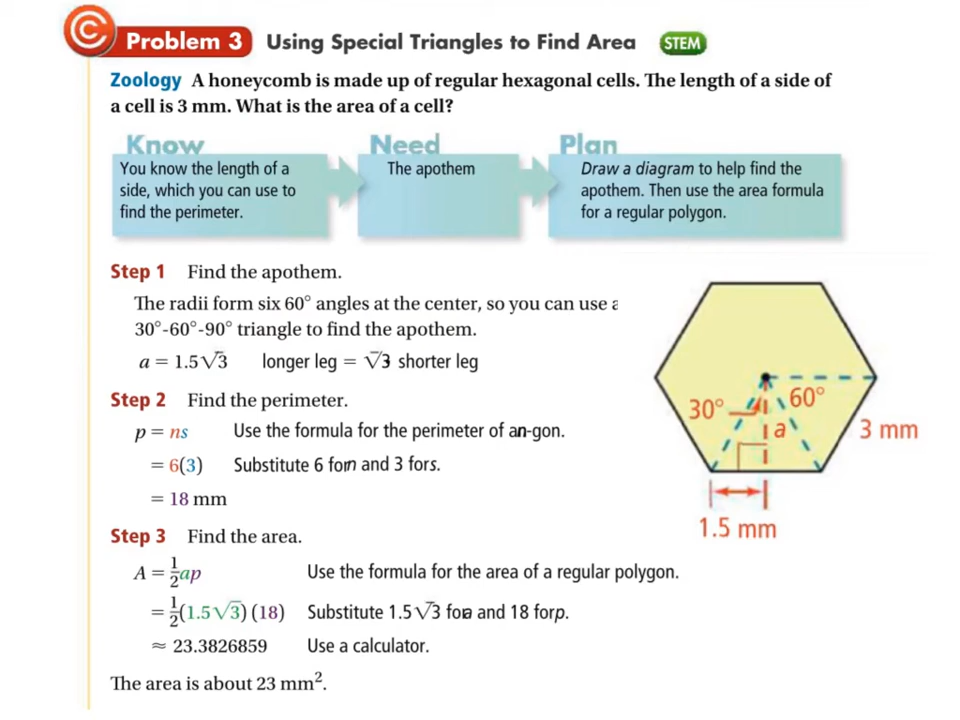 Problem 3 Using Special Triangles to Find Area STEM
Zoology A honeycomb is made up of regular hexagonal cells. The length of a side of
a cell is 3 mm. What is the area of a cell?
Know
You know the length of a
side, which you can use to
find the perimeter.
Need
The apothem
Plan
Draw a diagram to help find the
apothem. Then use the area formula
for a regular polygon.
Step 1 Find the apothem.
The radii form six 60° angles at the center, so you can use a
30°-60°-90° triangle to find the apothem.
a = 1.5√3 longer leg = √3 shorter leg
Step 2 Find the perimeter.
p = ns Use the formula for the perimeter of an n-gon.
= 6(3) Substitute 6 for n and 3 for s.
= 18 mm
Step 3 Find the area.
A = 1/2 ap Use the formula for the area of a regular polygon.
= 1/2 (1.5√3)(18) Substitute 1.5√3 for a and 18 for p.
≈ 23.3826859 Use a calculator.
The area is about 23 mm².
30°
60°
a
3 mm
1.5 mm